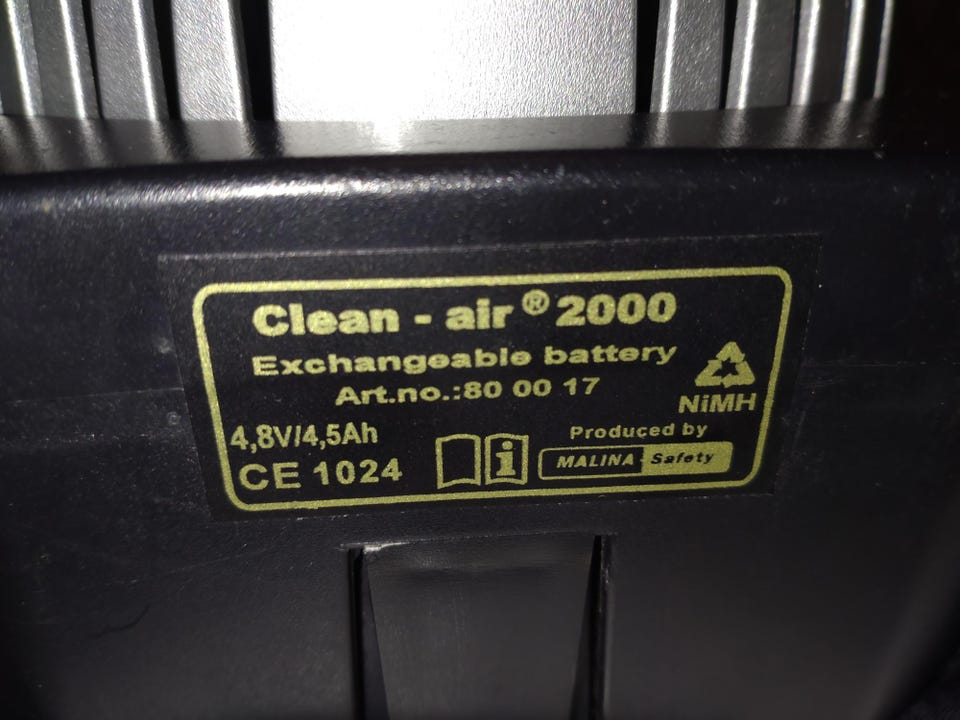 Clean - air® 2000
Exchangeable battery
Art.no.:80 00 17
NiMH
4,8V/4,5Ah
CE 1024
i
Produced by
MALINA Safety